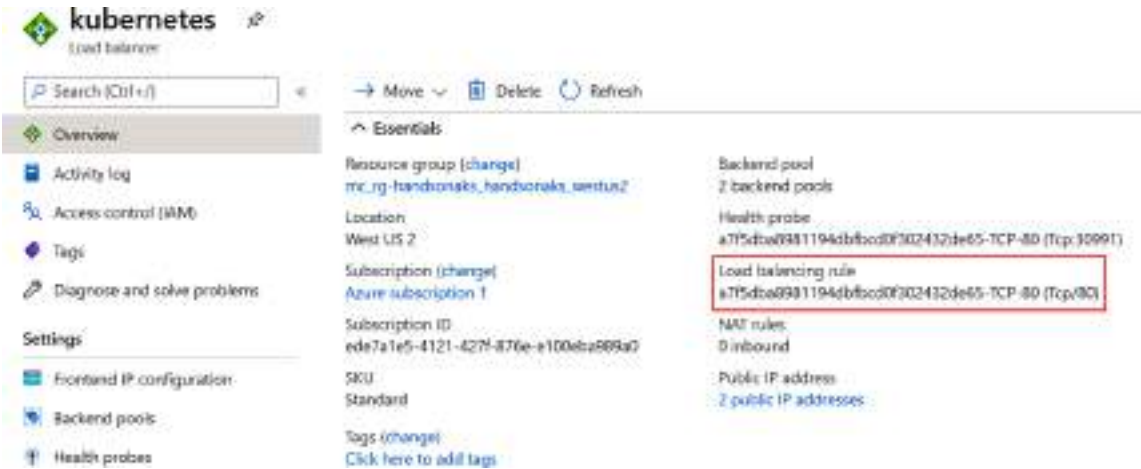 kubernetes
Load balancer
Search (Ctrl+/)
Move
Delete
Refresh
Overview
Activity log
Access control (IAM)
Tags
Diagnose and solve problems
Settings
Frontend IP configuration
Backend pools
Health probes
Essentials
Resource group (change)
mc_rg-handsonaks_handsonaks_westus2
Location
West US 2
Subscription (change)
Azure subscription 1
Subscription ID
ede7a1e5-4121-427f-876e-e100eba989a0
SKU
Standard
Tags (change)
Click here to add tags
Backend pool
2 backend pools
Health probe
a7f5dba8981194dbfbcd0f302432de65-TCP-80 (Tcp:30991)
Load balancing rule
a7f5dba8981194dbfbcd0f302432de65-TCP-80 (Tcp/80)
NAT rules
0 inbound
Public IP address
2 public IP addresses